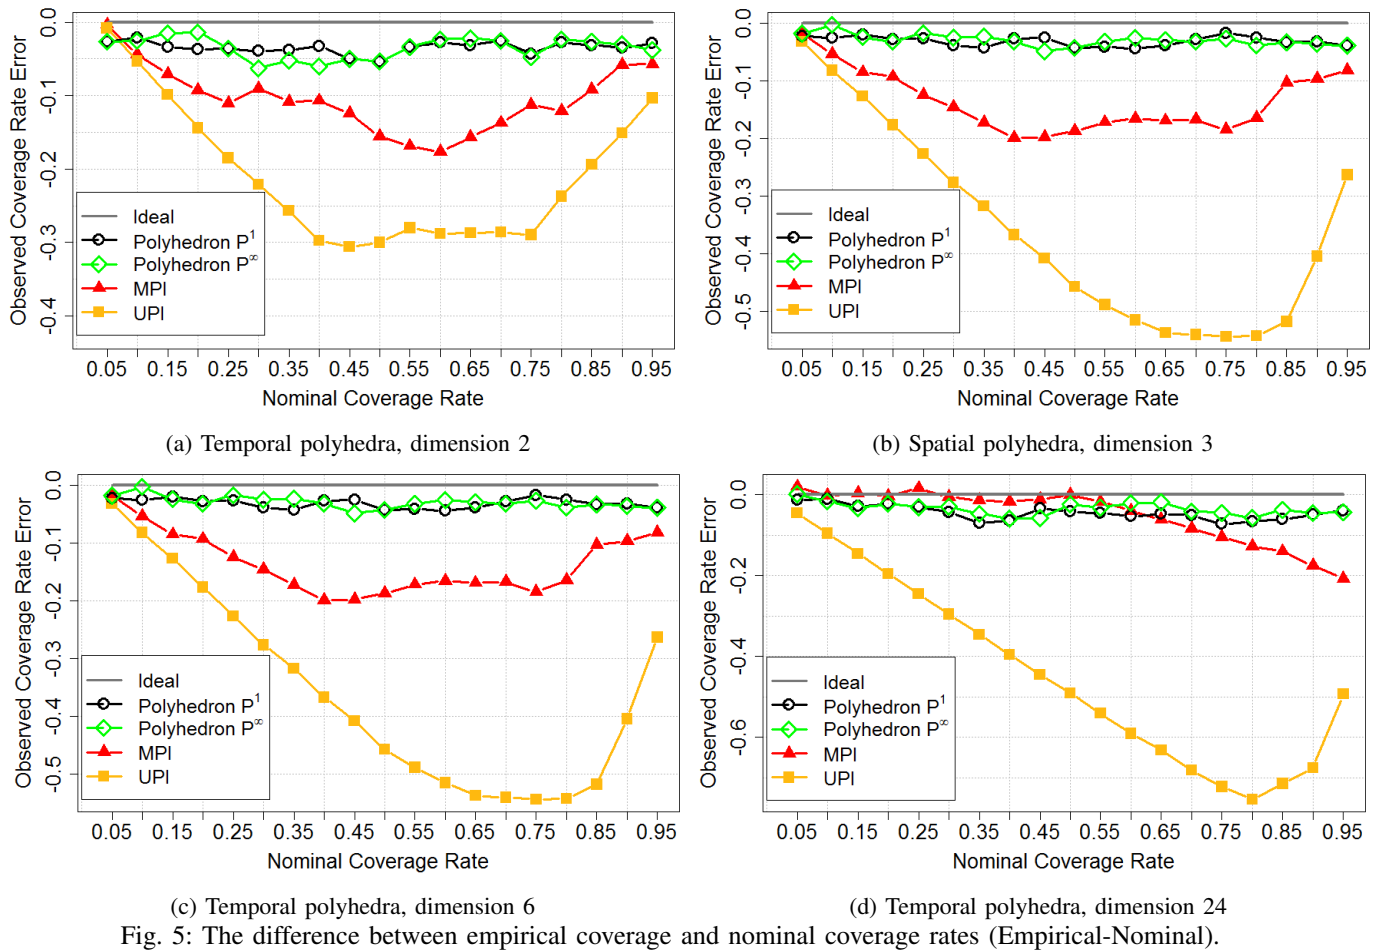 Observed Coverage Rate Error
0.0
-0.1
-0.2
-0.3
-0.4
Ideal
Polyhedron P¹
Polyhedron P∞
MPI
UPI
0.05 0.15 0.25 0.35 0.45 0.55 0.65 0.75 0.85 0.95
Nominal Coverage Rate
(a) Temporal polyhedra, dimension 2
Observed Coverage Rate Error
0.0
-0.1
-0.2
-0.3
-0.4
-0.5
Ideal
Polyhedron P¹
Polyhedron P∞
MPI
UPI
0.05 0.15 0.25 0.35 0.45 0.55 0.65 0.75 0.85 0.95
Nominal Coverage Rate
(b) Spatial polyhedra, dimension 3
Observed Coverage Rate Error
0.0
-0.1
-0.2
-0.3
-0.4
-0.5
Ideal
Polyhedron P¹
Polyhedron P∞
MPI
UPI
0.05 0.15 0.25 0.35 0.45 0.55 0.65 0.75 0.85 0.95
Nominal Coverage Rate
(c) Temporal polyhedra, dimension 6
Observed Coverage Rate Error
0.0
-0.2
-0.4
-0.6
Ideal
Polyhedron P¹
Polyhedron P∞
MPI
UPI
0.05 0.15 0.25 0.35 0.45 0.55 0.65 0.75 0.85 0.95
Nominal Coverage Rate
(d) Temporal polyhedra, dimension 24
Fig. 5: The difference between empirical coverage and nominal coverage rates (Empirical-Nominal).